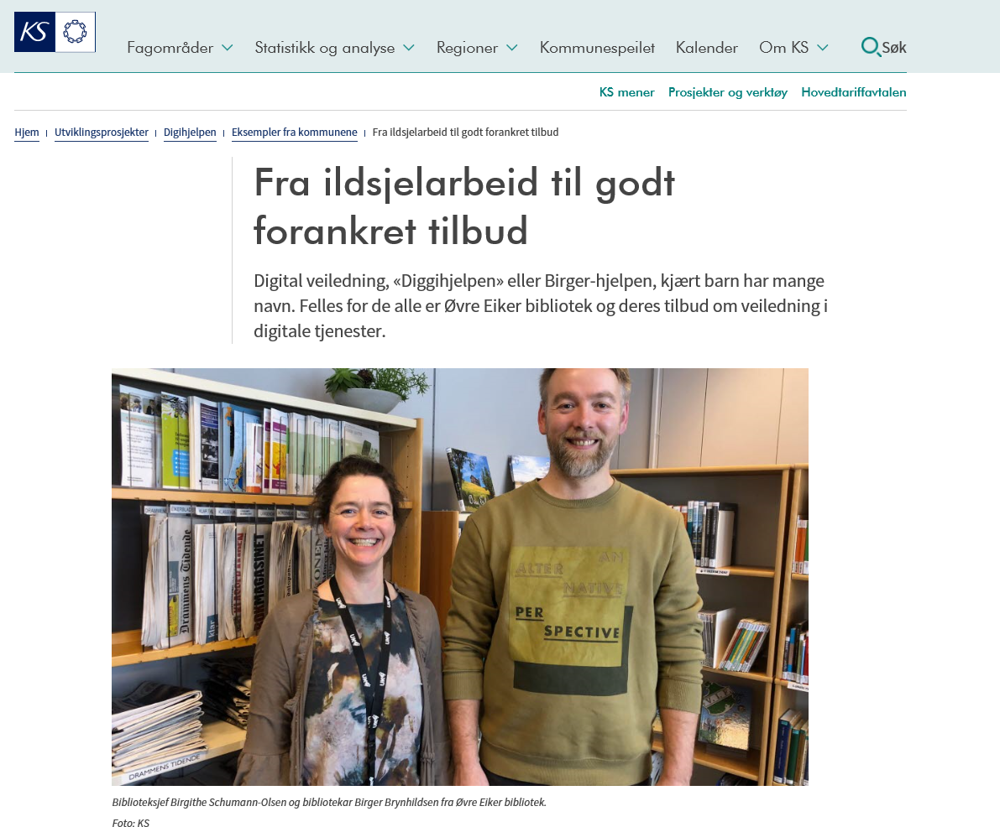 KS
Fagområder
Statistikk og analyse
Regioner
Kommunespeilet
Kalender
Om KS
Søk
KS mener
Prosjekter og verktøy
Hovedtariffavtalen
Hjem
Utviklingsprosjekter
Digihjelpen
Eksempler fra kommunene
Fra ildsjelarbeid til godt forankret tilbud
Fra ildsjelarbeid til godt
forankret tilbud
Digital veiledning, «Diggihjelpen» eller Birger-hjelpen, kjært barn har mange
navn. Felles for de alle er Øvre Eiker bibliotek og deres tilbud om veiledning i
digitale tjenester.
Drammens Tidende
klar
AN
ALTER
NATIVE
PER
SPECTIVE
DRAMMENS TIDENDE
Biblioteksjef Birgithe Schumann-Olsen og bibliotekar Birger Brynhildsen fra Øvre Eiker bibliotek.
Foto: KS